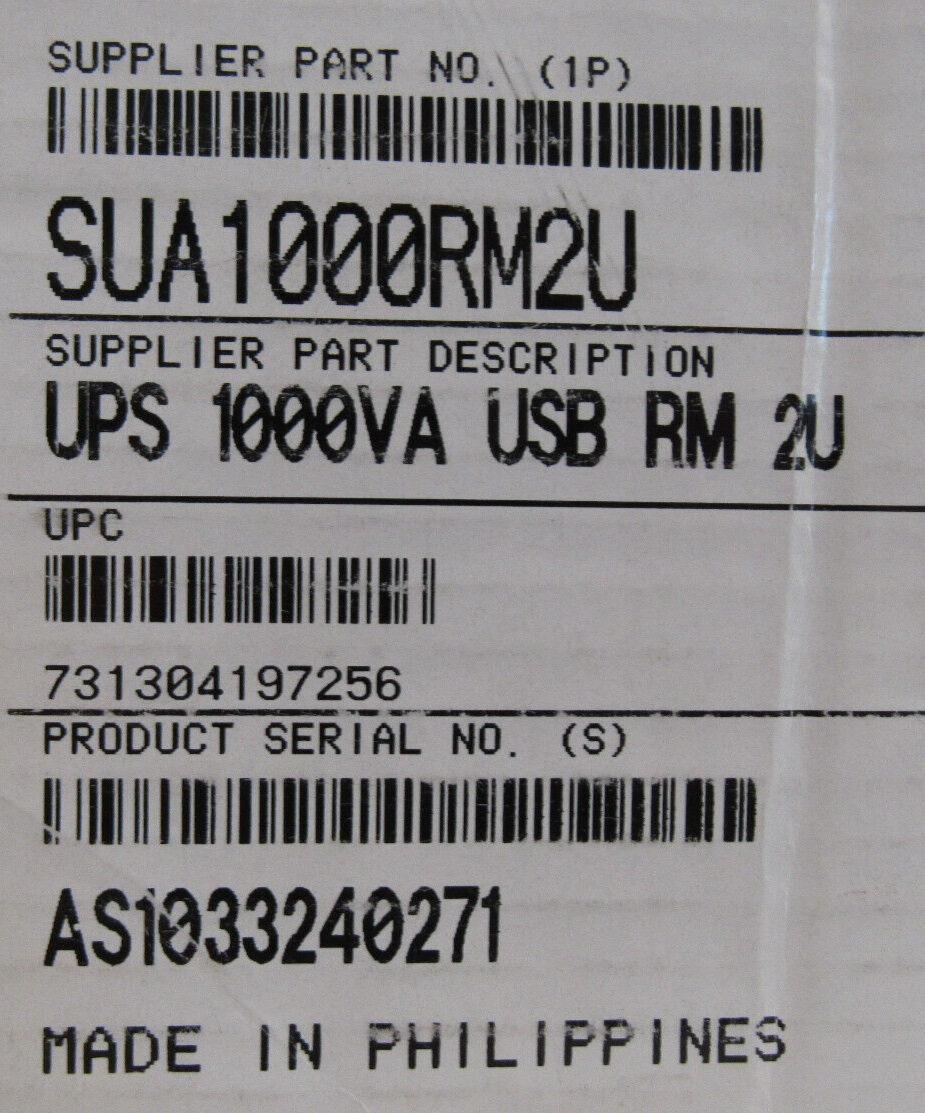 SUPPLIER PART NO. (1P)
SUA1000RM2U
SUPPLIER PART DESCRIPTION
UPS 1000VA USB RM 2U
UPC
731304197256
PRODUCT SERIAL NO. (S)
AS1033240271
MADE IN PHILIPPINES